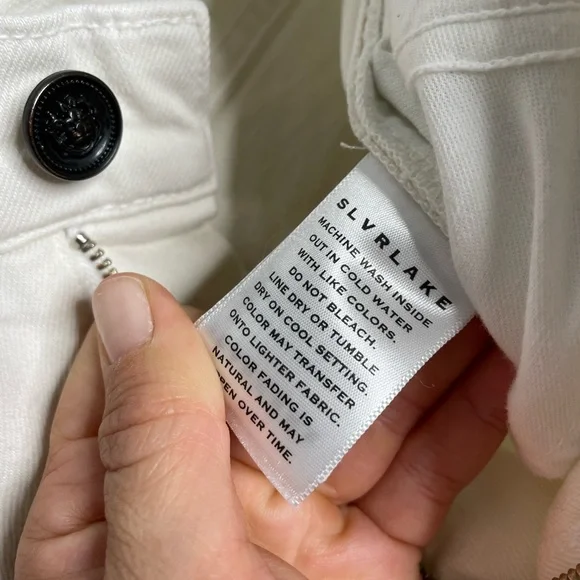 SLVRLAKE
MACHINE WASH INSIDE
OUT IN COLD WATER
WITH LIKE COLORS.
DO NOT BLEACH.
LINE DRY OR TUMBLE
DRY ON COOL SETTING
COLOR MAY TRANSFER
ONTO LIGHTER FABRIC.
COLOR FADING IS
NATURAL AND MAY
PEN OVER TIME.